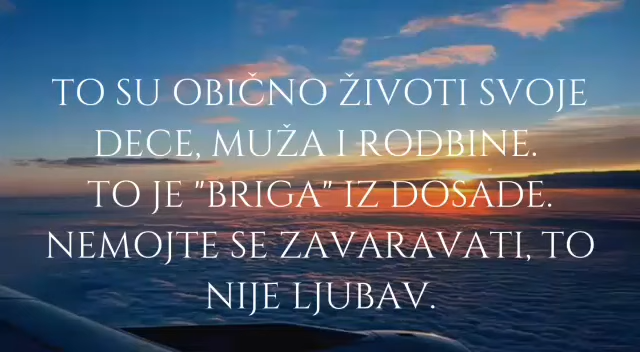 TO SU OBIČNO ŽIVOTI SVOJE
DECE, MUŽA I RODBINE.
TO JE "BRIGA" IZ DOSADE.
NEMOJTE SE ZAVARAVATI, TO
NIJE LJUBAV.